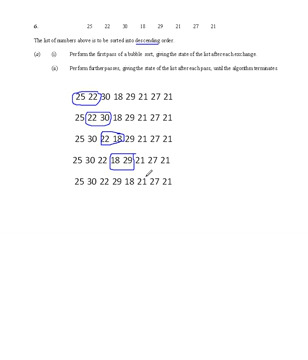 6. 25 22 30 18 29 21 27 21
The list of numbers above is to be sorted into descending order.
(a) (i) Perform the first pass of a bubble sort, giving the state of the list after each exchange.
(ii) Perform further passes, giving the state of the list after each pass, until the algorithm terminates
25 22 30 18 29 21 27 21
25 22 30 18 29 21 27 21
25 30 22 18 29 21 27 21
25 30 22 18 29 21 27 21
25 30 22 29 18 21 27 21